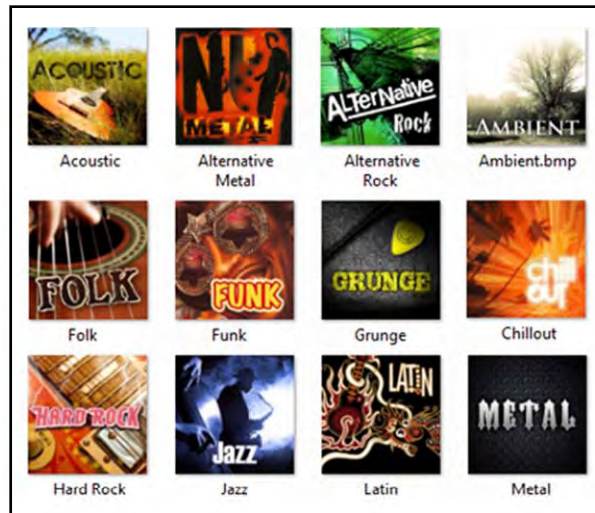 ACOUSTIC
NU
METAL
ALTerNative
Rock
AMBIENT
Acoustic
Alternative
Metal
Alternative
Rock
Ambient.bmp
FOLK
FUNK
GRUNGE
chill
out
Folk
Funk
Grunge
Chillout
HARD ROCK
Jazz
LATIN
METAL
Hard Rock
Jazz
Latin
Metal